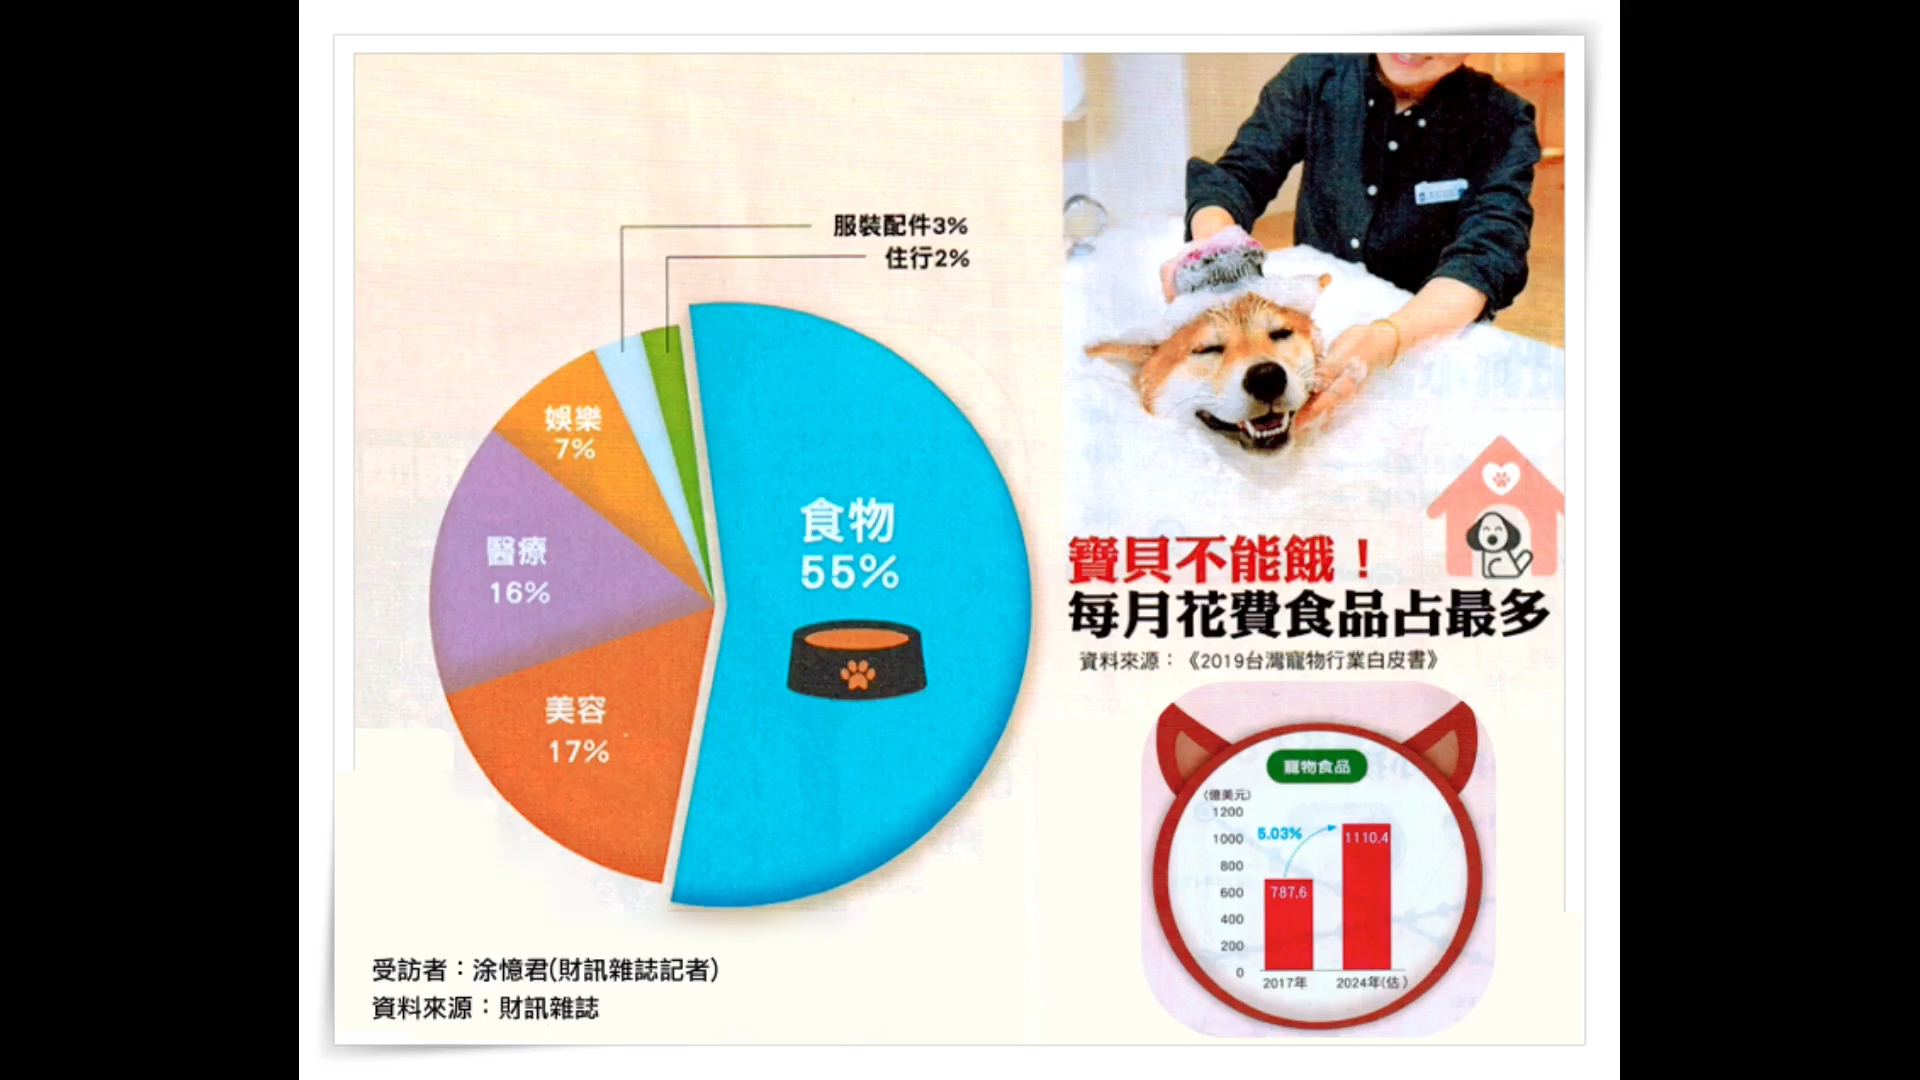 服裝配件3%
住行2%
娛樂
7%
食物
55%
醫療
16%
美容
17%
寶貝不能餓！
每月花費食品占最多
資料來源：《2019台灣寵物行業白皮書》
寵物食品
(億美元)
1200
1000
800
600
400
200
0
5.03%
787.6
1110.4
2017年
2024年(估)
受訪者：涂憶君(財訊雜誌記者)
資料來源：財訊雜誌